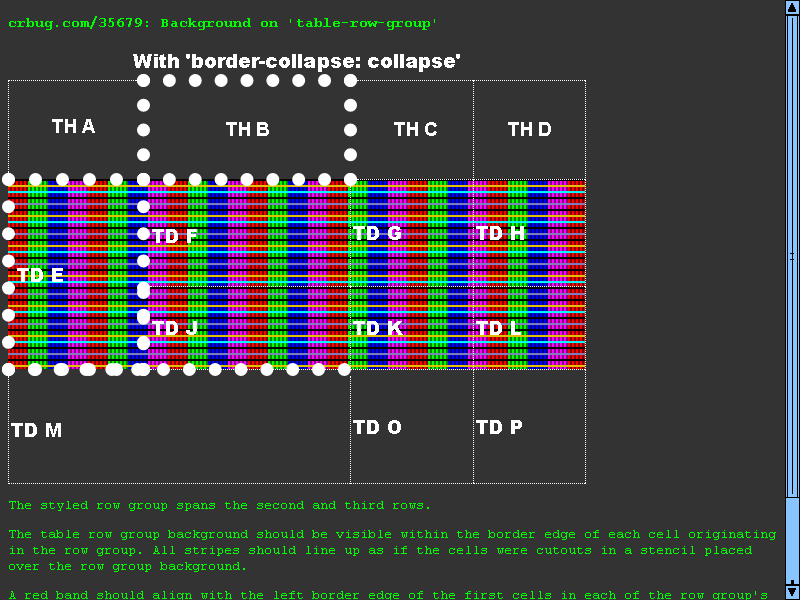 crbug.com/35679: Background on 'table-row-group'
With 'border-collapse: collapse'
TH A TH B TH C TH D
TD F TD G TD H
TD E
TD J TD K TD L
TD M TD O TD P
The styled row group spans the second and third rows.
The table row group background should be visible within the border edge of each cell originating
in the row group. All stripes should line up as if the cells were cutouts in a stencil placed
over the row group background.
A red band should align with the left border edge of the first cells in each of the row group's